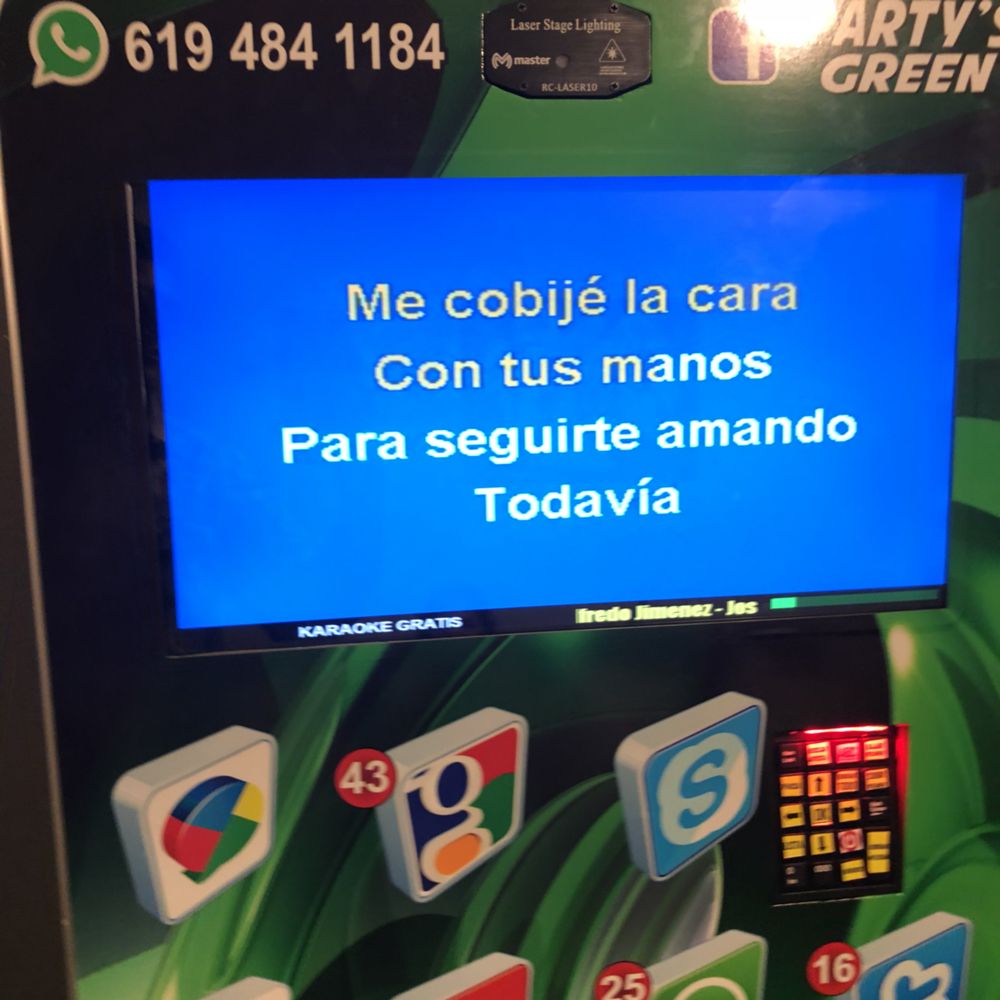 619 484 1184
Laser Stage Lighting
master
RC-LASER10
ARTY'S
GREEN
Me cobijé la cara
Con tus manos
Para seguirte amando
Todavía
KARAOKE GRATIS
lfredo Jimenez - Jos
43
25
16